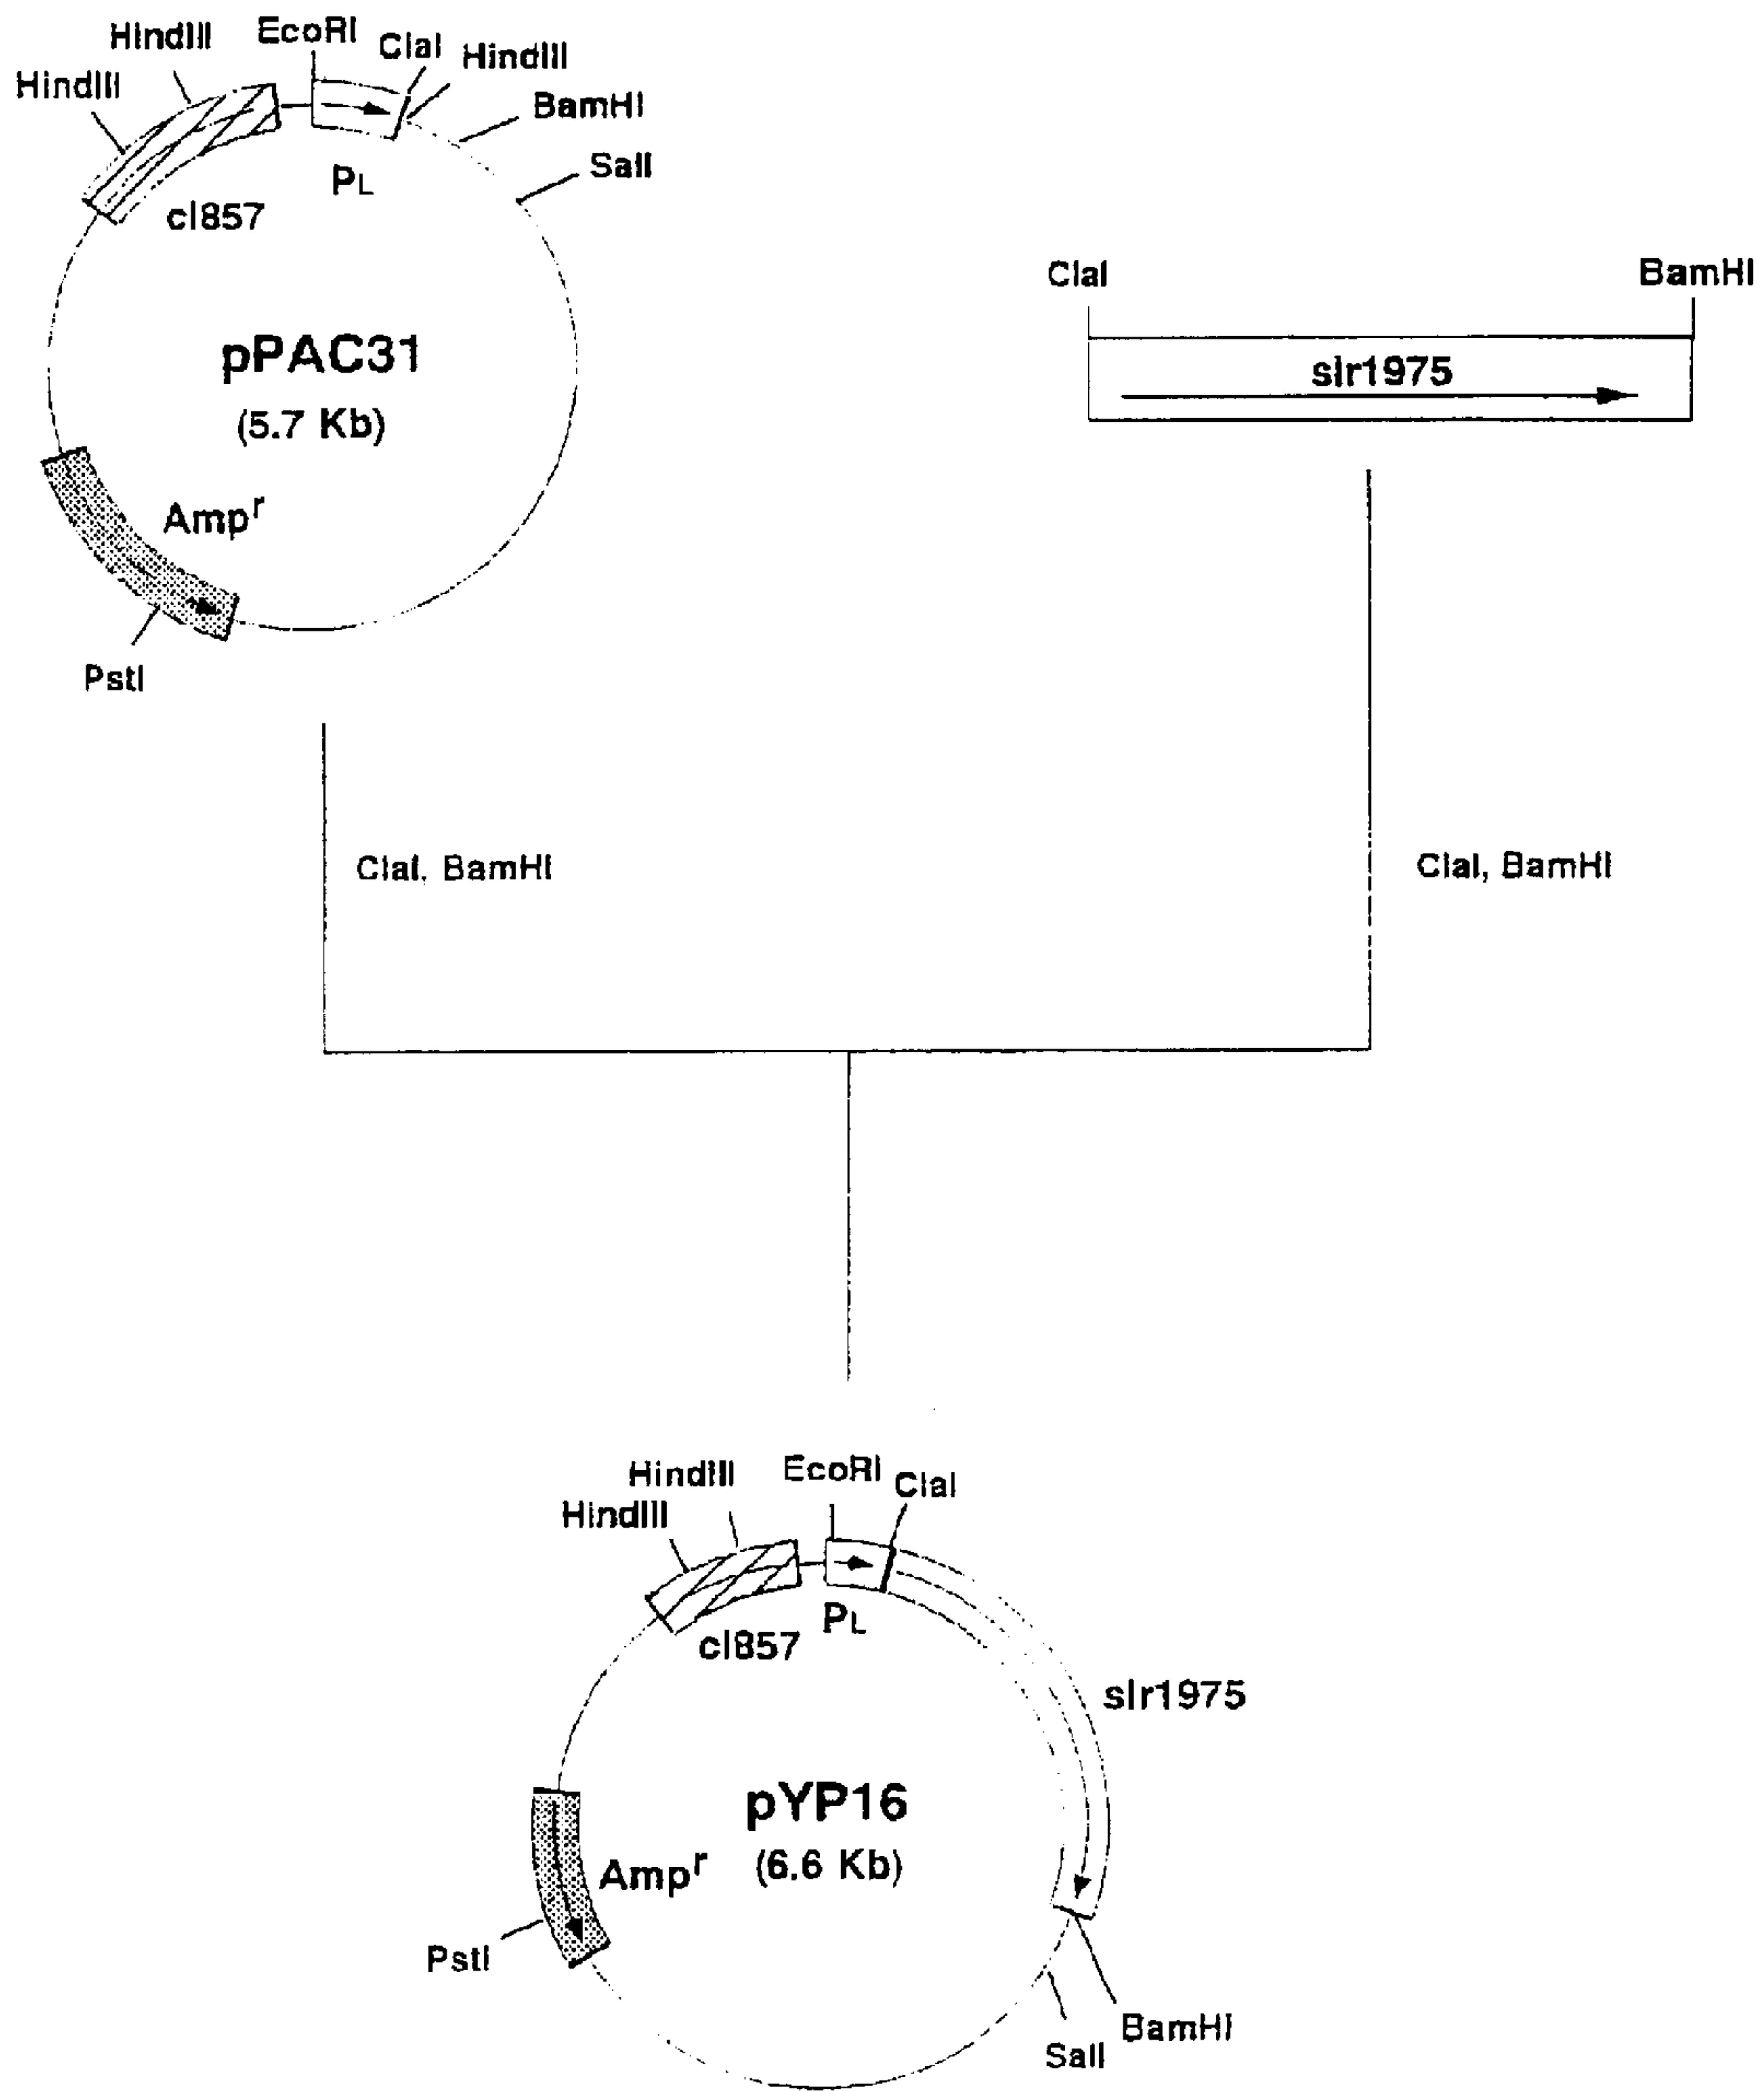 HindIII
EcoRI
ClaI
HindIII
HindIII
BamHI
SalI
PL
cI857
pPAC31
(5.7 Kb)
Ampr
PstI
ClaI
BamHI
slr1975
ClaI, BamHI
ClaI, BamHI
HindIII
EcoRI
ClaI
HindIII
PL
cI857
slr1975
pYP16
(6.6 Kb)
Ampr
PstI
BamHI
SalI